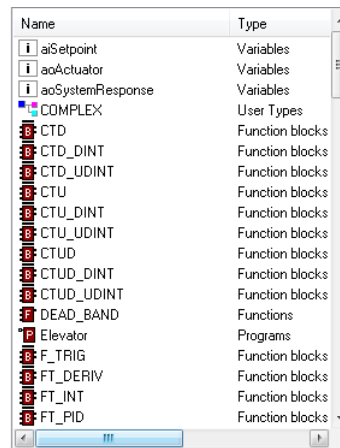 Name Type
i aiSetpoint Variables
i aoActuator Variables
i aoSystemResponse Variables
COMPLEX User Types
B CTD Function blocks
B CTD_DINT Function blocks
B CTD_UDINT Function blocks
B CTU Function blocks
B CTU_DINT Function blocks
B CTU_UDINT Function blocks
B CTUD Function blocks
B CTUD_DINT Function blocks
B CTUD_UDINT Function blocks
F DEAD_BAND Functions
P Elevator Programs
B F_TRIG Function blocks
B FT_DERIV Function blocks
B FT_INT Function blocks
B FT_PID Function blocks